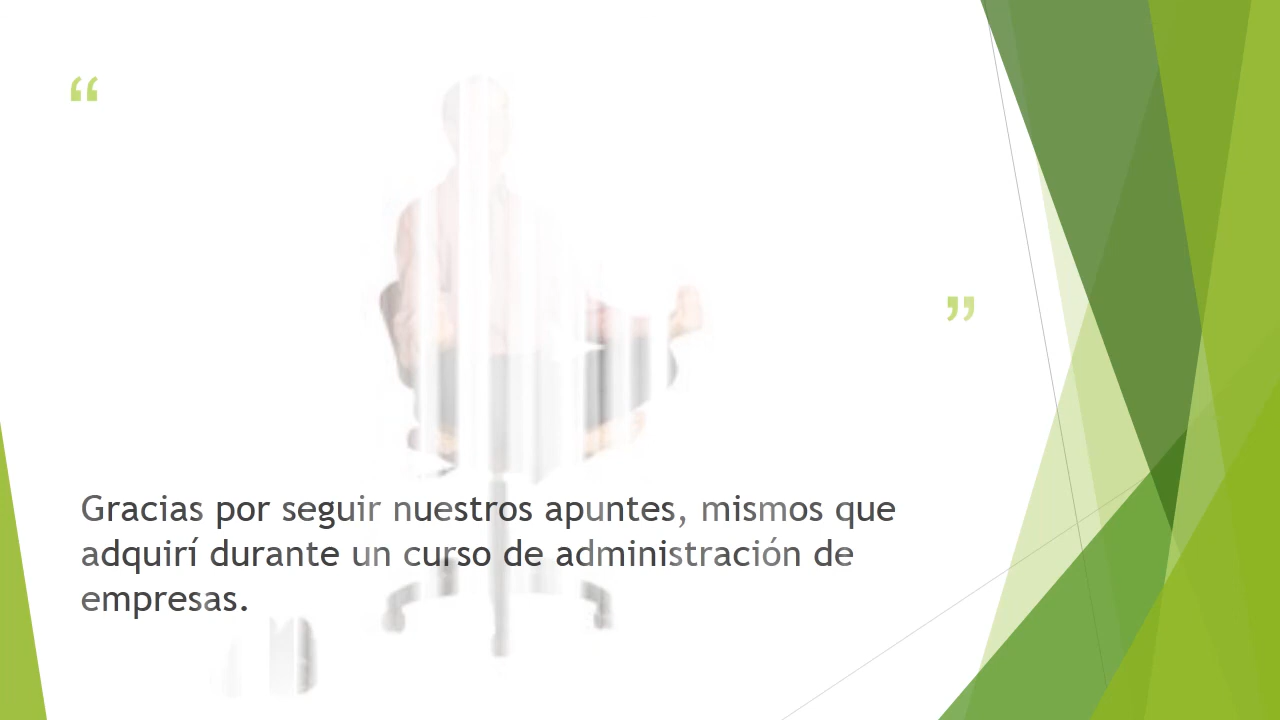 “
”
Gracias por seguir nuestros apuntes, mismos que
adquirí durante un curso de administración de
empresas.